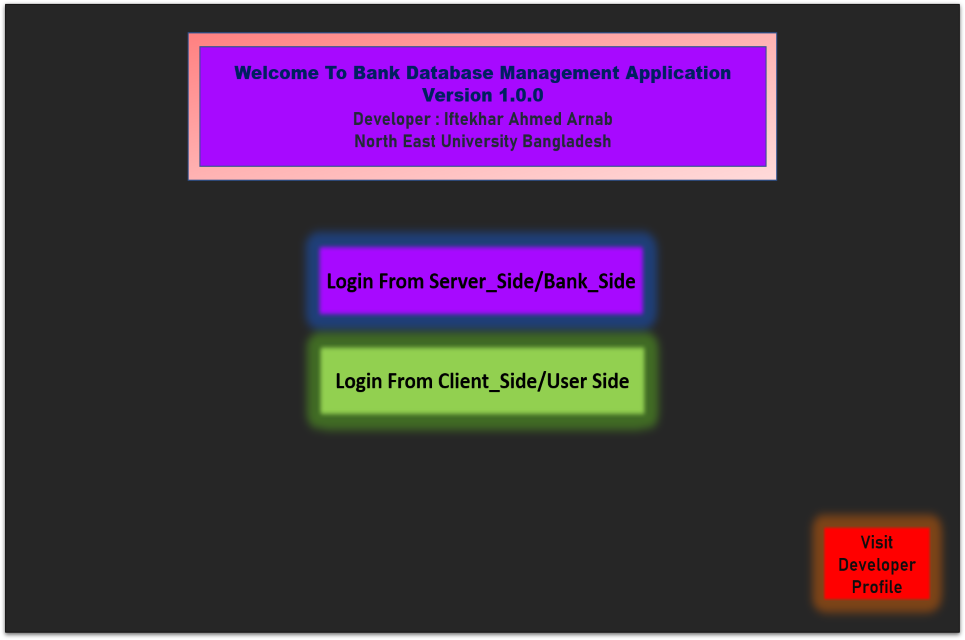 Welcome To Bank Database Management Application
Version 1.0.0
Developer : Iftekhar Ahmed Arnab
North East University Bangladesh
Login From Server_Side/Bank_Side
Login From Client_Side/User Side
Visit
Developer
Profile